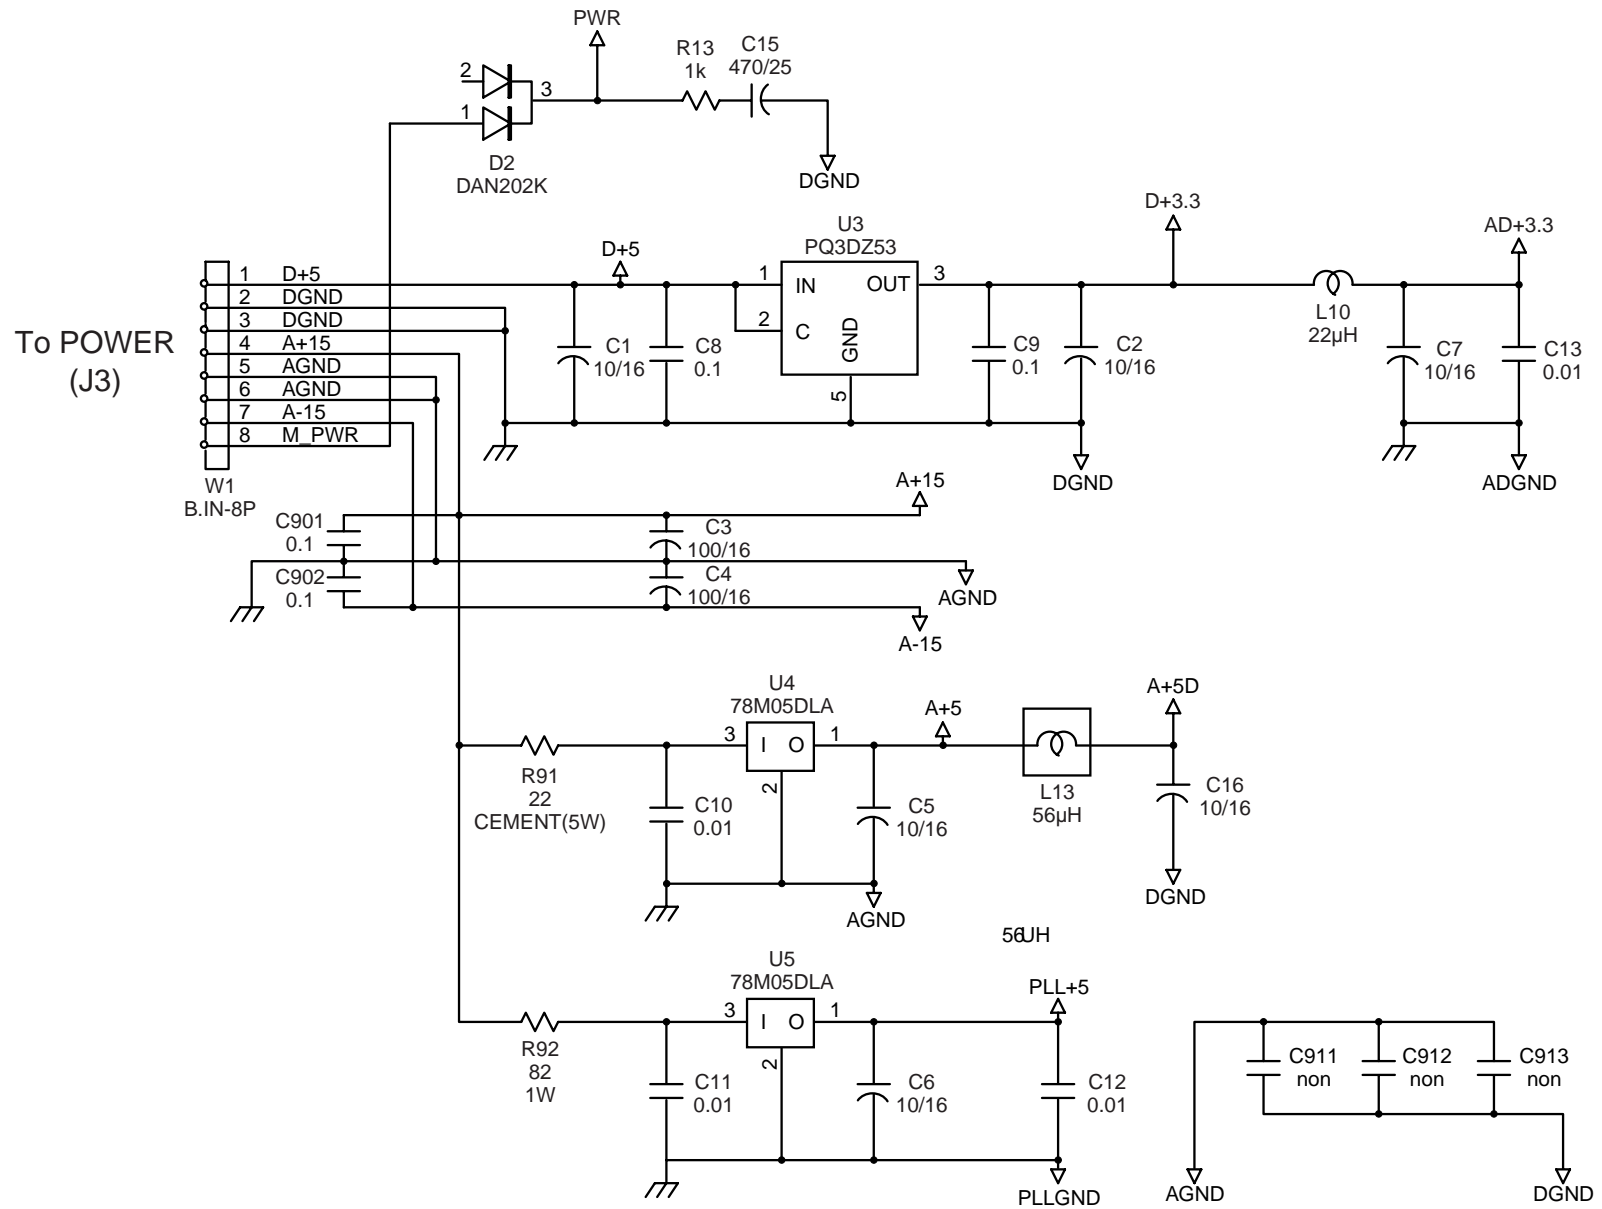 PWR
R13
1k
C15
470/25
2
3
1
D2
DAN202K
DGND
To POWER
(J3)
1 D+5
2 DGND
3 DGND
4 A+15
5 AGND
6 AGND
7 A-15
8 M_PWR
W1
B.IN-8P
D+5
U3
PQ3DZ53
1
IN
OUT
3
2
C
GND
5
C1
10/16
C8
0.1
C9
0.1
C2
10/16
D+3.3
DGND
L10
22µH
AD+3.3
C7
10/16
C13
0.01
ADGND
A+15
C901
0.1
C902
0.1
C3
100/16
C4
100/16
AGND
A-15
U4
78M05DLA
3
I O
1
2
R91
22
CEMENT(5W)
C10
0.01
A+5
C5
10/16
AGND
L13
56µH
A+5D
C16
10/16
DGND
56UH
U5
78M05DLA
3
I O
1
2
R92
82
1W
C11
0.01
C6
10/16
PLL+5
C12
0.01
PLLGND
C911
non
C912
non
C913
non
AGND
DGND